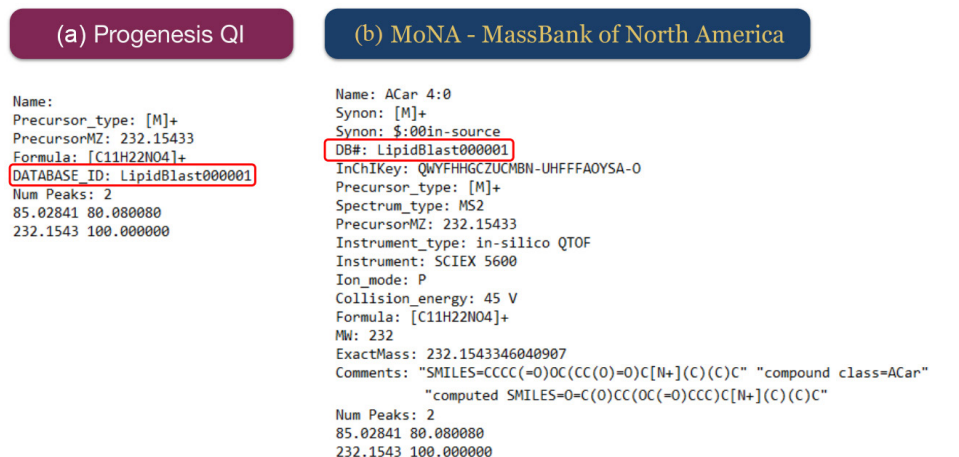 (a) Progenesis QI
Name:
Precursor_type: [M]+
PrecursorMZ: 232.15433
Formula: [C11H22NO4]+
DATABASE_ID: LipidBlast000001
Num Peaks: 2
85.02841 80.080080
232.1543 100.000000
(b) MoNA - MassBank of North America
Name: ACar 4:0
Synon: [M]+
Synon: $:00in-source
DB#: LipidBlast000001
InChIKey: QWYFHHGCZUCMBN-UHFFFAOYSA-O
Precursor_type: [M]+
Spectrum_type: MS2
PrecursorMZ: 232.15433
Instrument_type: in-silico QTOF
Instrument: SCIEX 5600
Ion_mode: P
Collision_energy: 45 V
Formula: [C11H22NO4]+
MW: 232
ExactMass: 232.1543346040907
Comments: "SMILES=CCCC(=O)OC(CC(O)=O)C[N+](C)(C)C" "compound class=ACar"
"computed SMILES=O=C(O)CC(OC(=O)CCC)C[N+](C)(C)C"
Num Peaks: 2
85.02841 80.080080
232.1543 100.000000